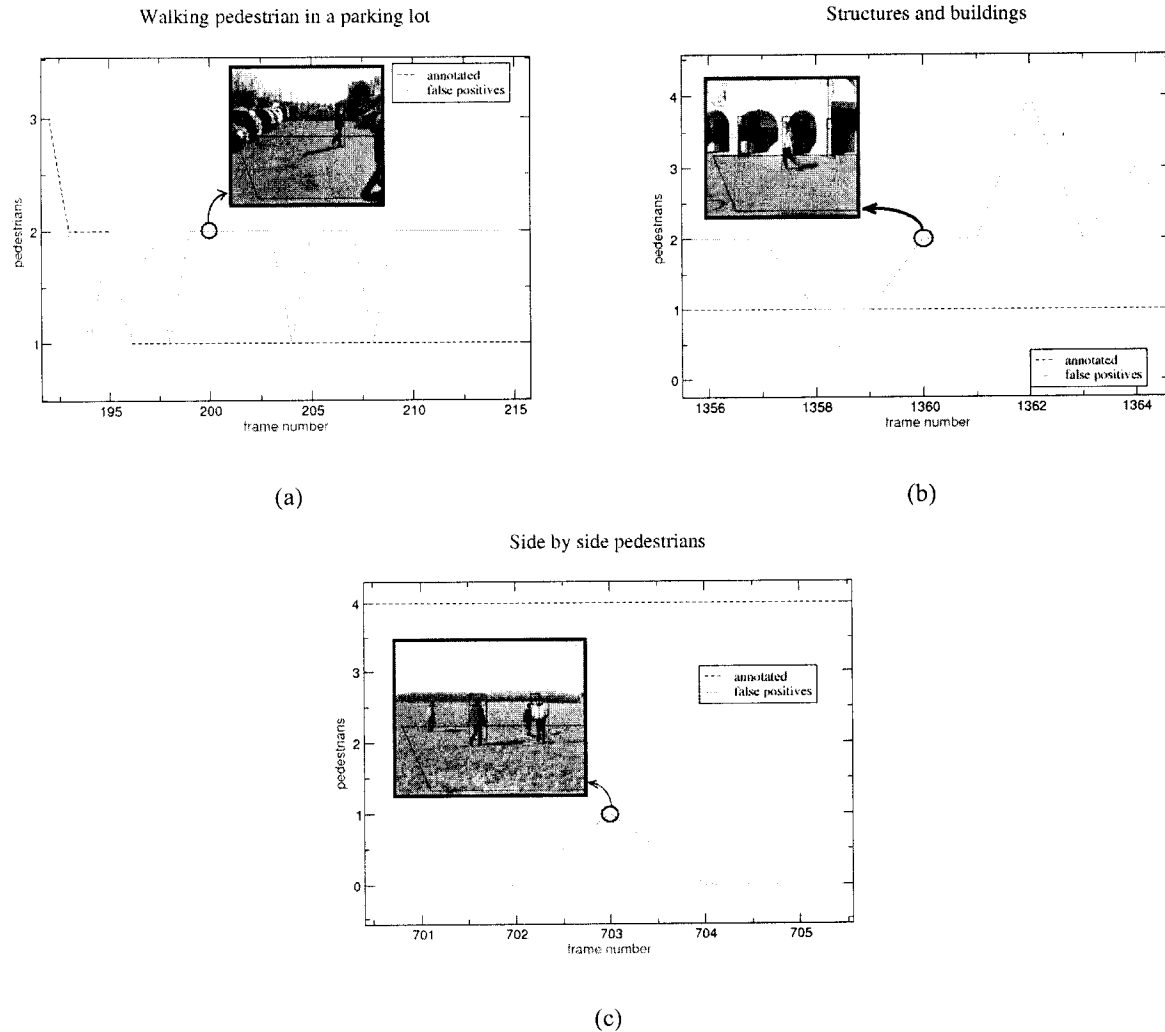 Walking pedestrian in a parking lot
annotated
false positives
3
2
1
pedestrians
195 200 205 210 215
frame number
(a)
Structures and buildings
4
3
2
1
0
pedestrians
annotated
false positives
1356 1358 1360 1362 1364
frame number
(b)
Side by side pedestrians
4
3
2
1
0
pedestrians
annotated
false positives
701 702 703 704 705
frame number
(c)